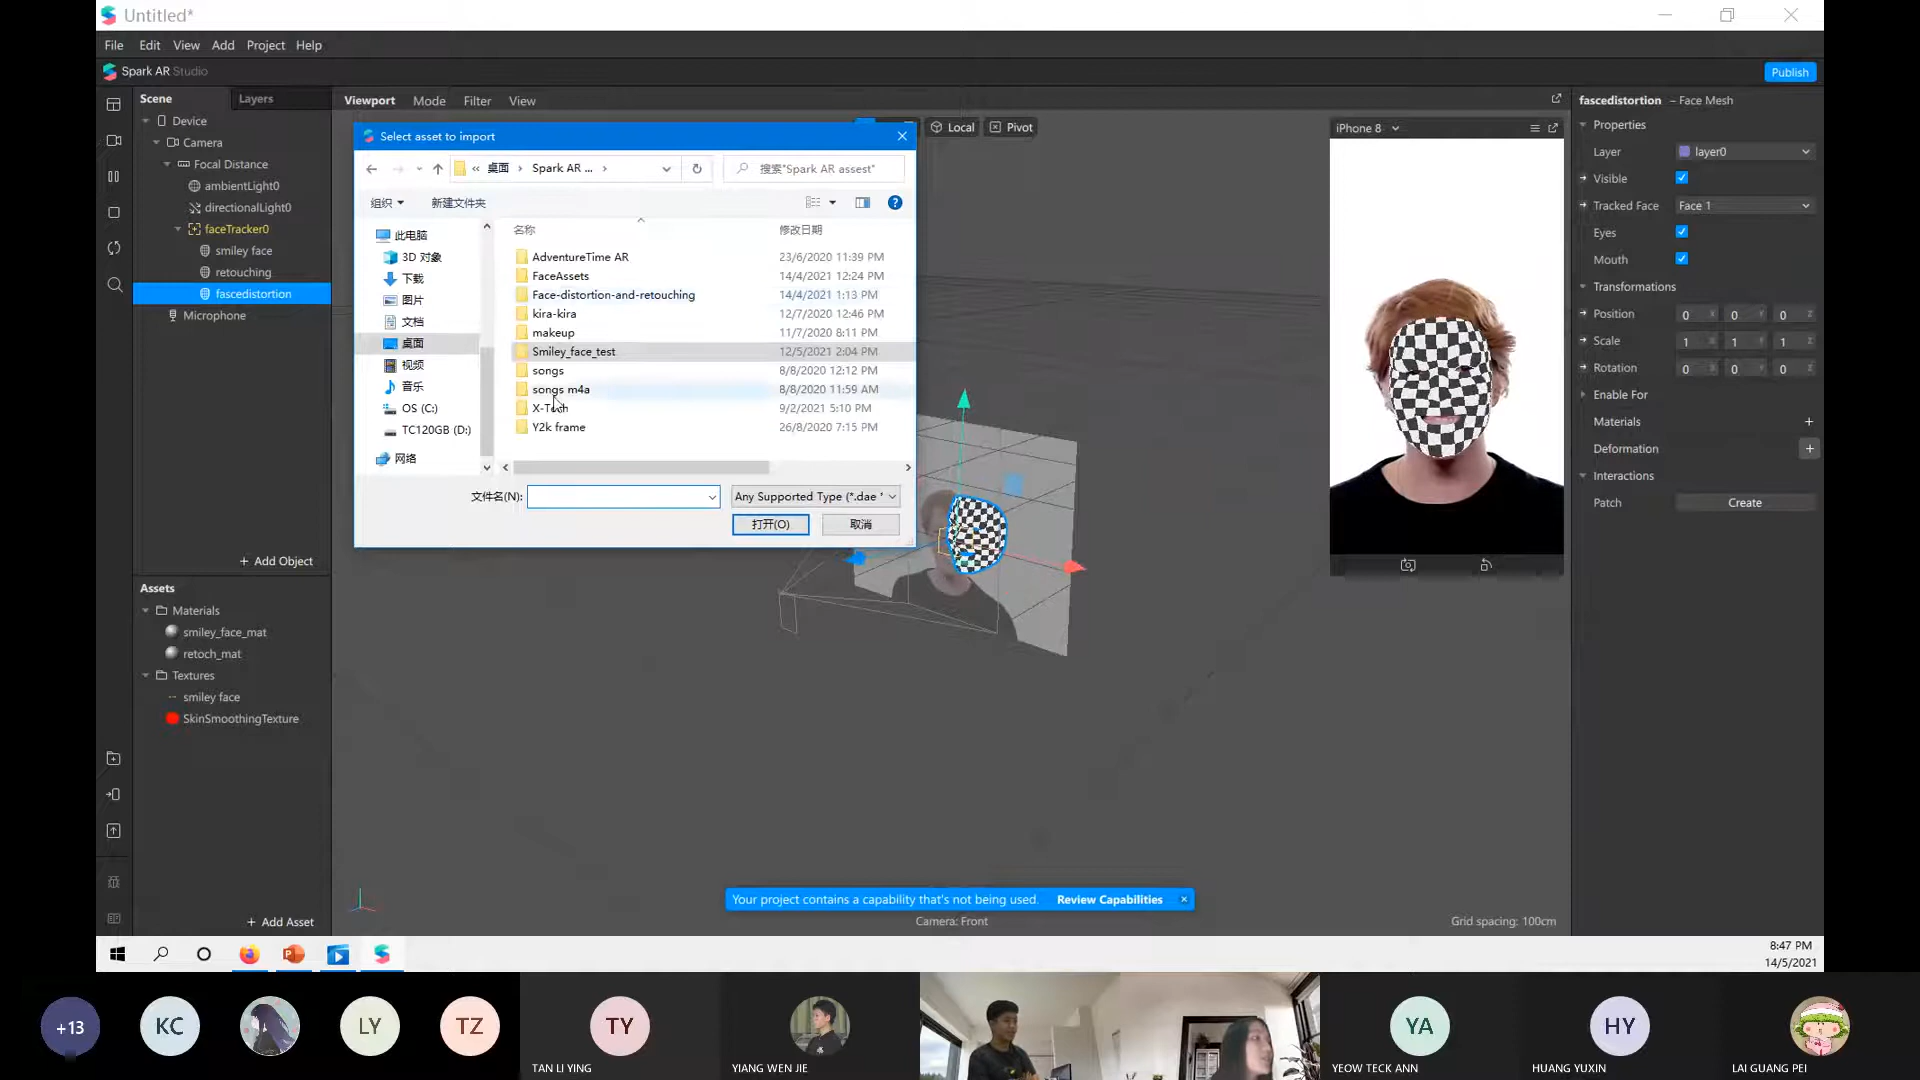 Untitled*
File Edit View Add Project Help
Spark AR Studio
Publish
Scene Layers
Device
Camera
Focal Distance
ambientLight0
directionalLight0
faceTracker0
smiley face
retouching
fascedistortion
Microphone
+ Add Object
Assets
Materials
smiley_face_mat
retoch_mat
Textures
smiley face
SkinSmoothingTexture
+ Add Asset
Viewport Mode Filter View
Local Pivot
Select asset to import
« 桌面 › Spark AR ... ›
搜索"Spark AR assest"
组织 新建文件夹
此电脑
3D 对象
下载
图片
文档
桌面
视频
音乐
OS (C:)
TC120GB (D:)
网络
名称 修改日期
AdventureTime AR 23/6/2020 11:39 PM
FaceAssets 14/4/2021 12:24 PM
Face-distortion-and-retouching 14/4/2021 1:13 PM
kira-kira 12/7/2020 12:46 PM
makeup 11/7/2020 8:11 PM
Smiley_face_test 12/5/2021 2:04 PM
songs 8/8/2020 12:12 PM
songs m4a 8/8/2020 11:59 AM
9/2/2021 5:10 PM
Y2k frame 26/8/2020 7:15 PM
文件名(N):
Any Supported Type (*.dae *
打开(O) 取消
iPhone 8
Your project contains a capability that's not being used. Review Capabilities ×
Camera: Front
Grid spacing: 100cm
fascedistortion – Face Mesh
Properties
Layer layer0
Visible
Tracked Face Face 1
Eyes
Mouth
Transformations
Position 0 X 0 Y 0 Z
Scale 1 X 1 Y 1 Z
Rotation 0 X 0 Y 0 Z
Enable For
Materials +
Deformation +
Interactions
Patch Create
8:47 PM
14/5/2021
+13
KC
LY
TZ
TY
TAN LI YING
YIANG WEN JIE
YA
YEOW TECK ANN
HY
HUANG YUXIN
LAI GUANG PEI